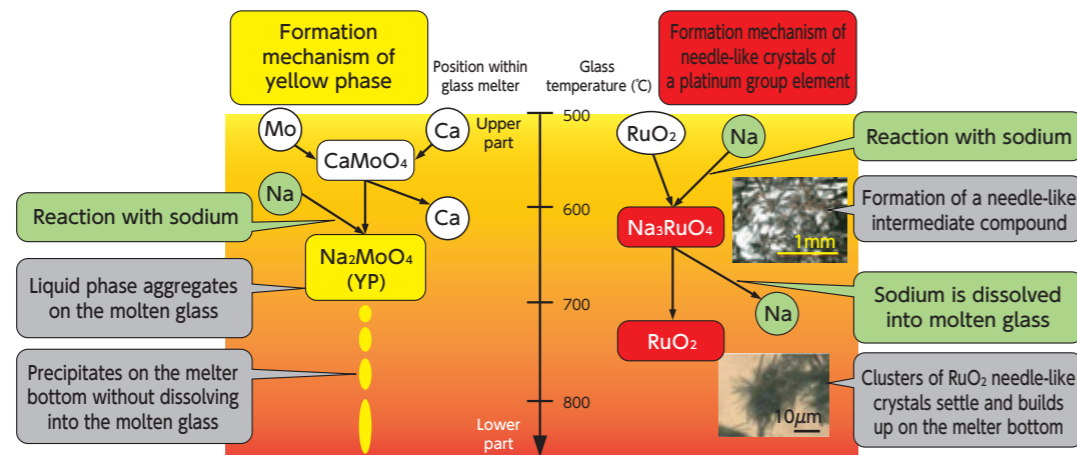 Formation
mechanism of
yellow phase
Position within
glass melter
Glass
temperature (℃)
Formation mechanism of
needle-like crystals of
a platinum group element
Mo
Ca
CaMoO₄
Na
Ca
Reaction with sodium
Na₂MoO₄
(YP)
Liquid phase aggregates
on the molten glass
Precipitates on the melter
bottom without dissolving
into the molten glass
Upper
part
Lower
part
500
600
700
800
RuO₂
Na
Reaction with sodium
Na₃RuO₄
1mm
Formation of a needle-like
intermediate compound
Na
Sodium is dissolved
into molten glass
RuO₂
10μm
Clusters of RuO₂ needle-like
crystals settle and builds
up on the melter bottom